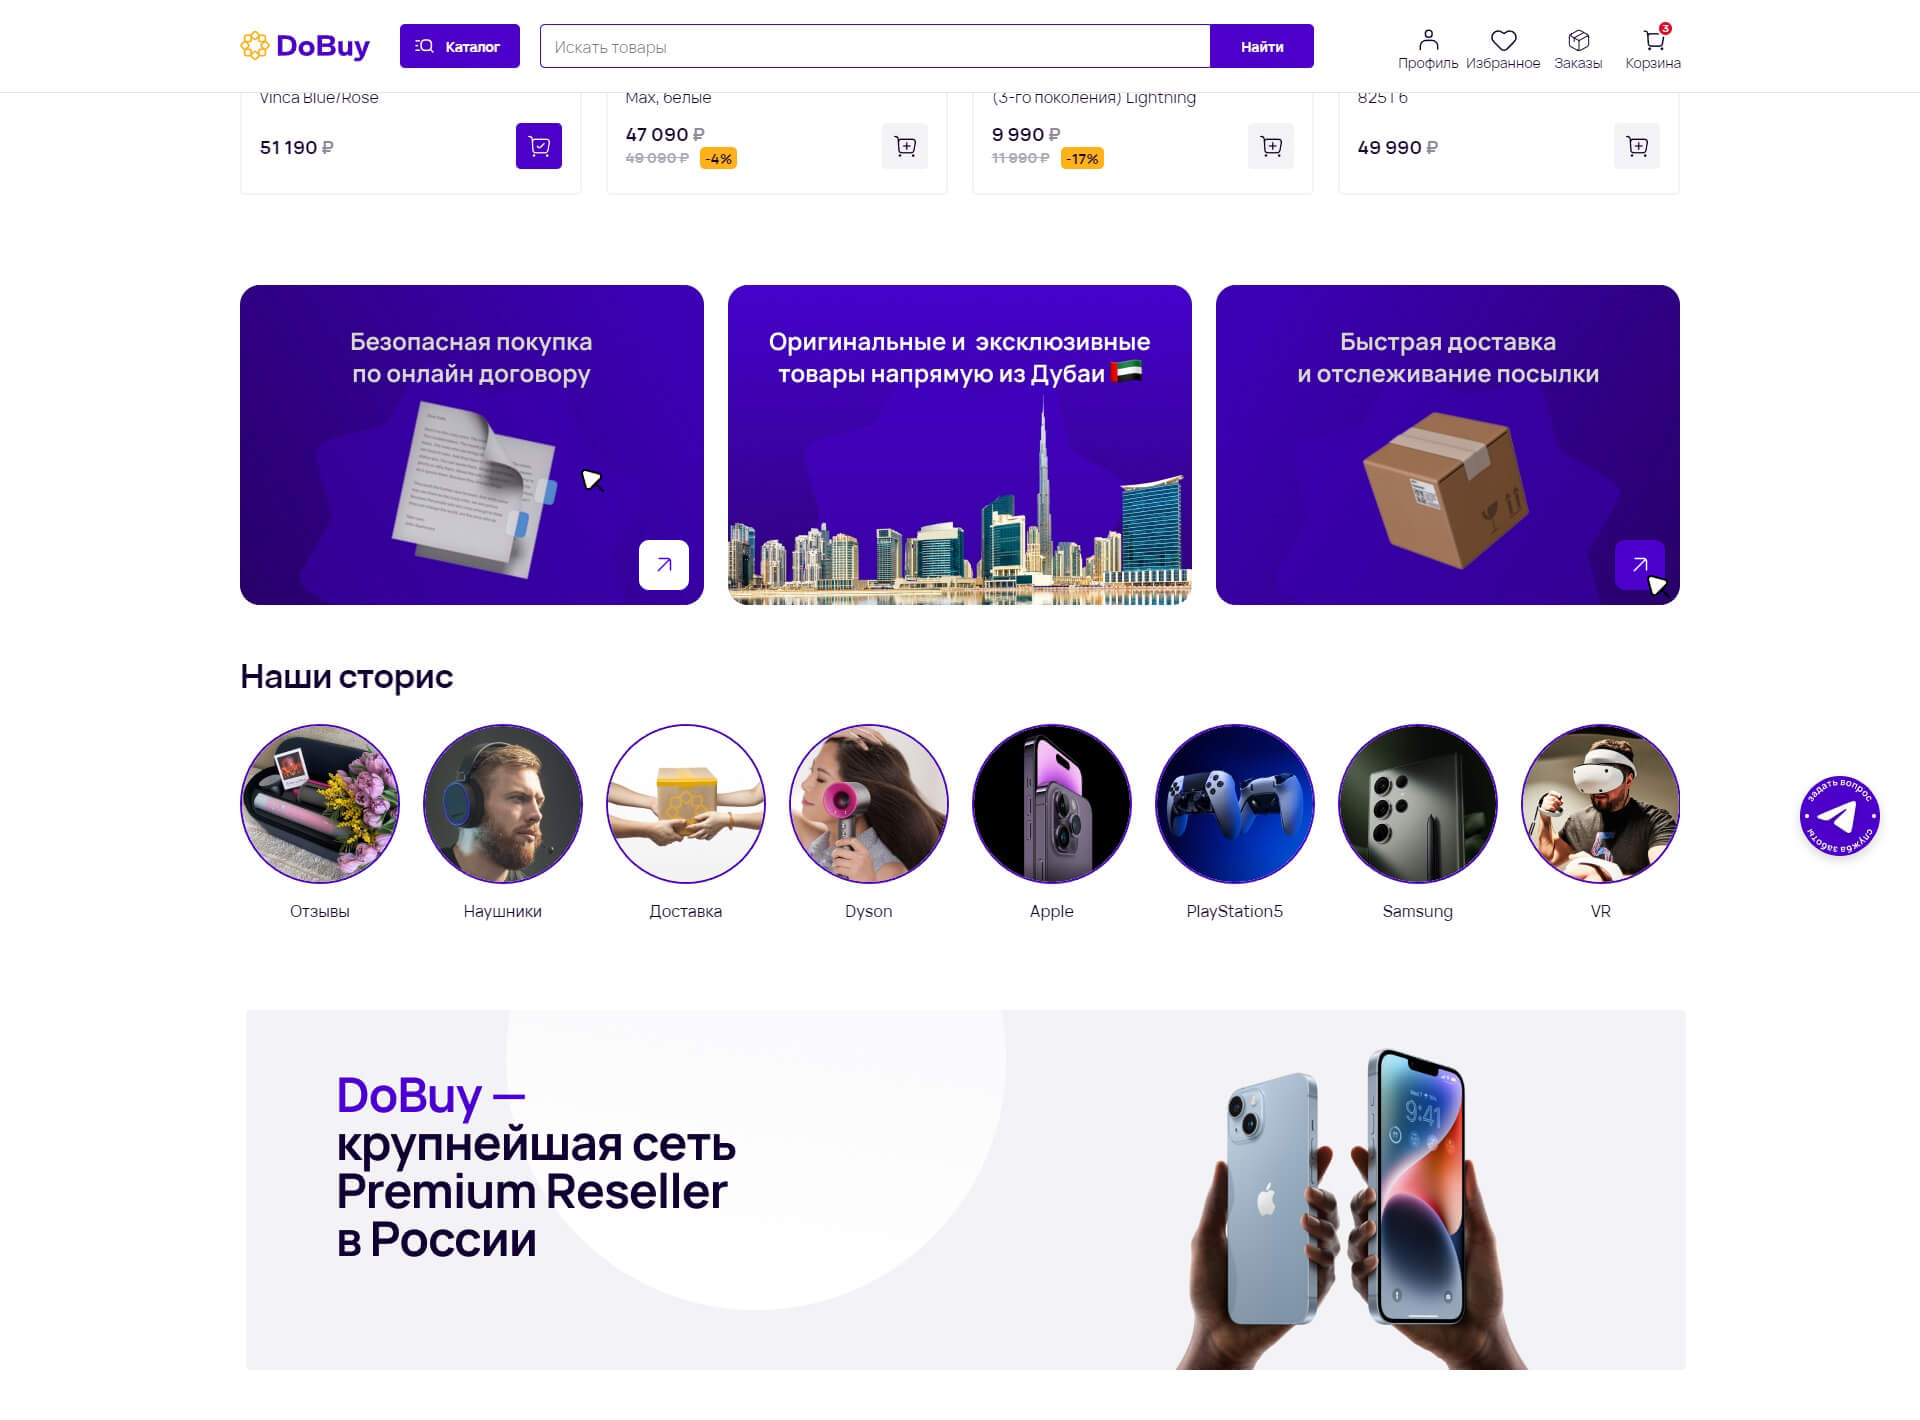 DoBuy
Каталог
Искать товары
Найти
Профиль
Избранное
Заказы
3
Корзина
Vinca Blue/Rose
Max, белые
(3-го поколения) Lightning
51 190 ₽
47 090 ₽
49 090 ₽ -4%
9 990 ₽
11 990 ₽ -17%
49 990 ₽
Безопасная покупка
по онлайн договору
Оригинальные и эксклюзивные
товары напрямую из Дубаи 🇦🇪
Быстрая доставка
и отслеживание посылки
Наши сторис
Отзывы
Наушники
Доставка
Dyson
Apple
PlayStation5
Samsung
VR
задать вопрос
служба заботы
DoBuy —
крупнейшая сеть
Premium Reseller
в России
9:41